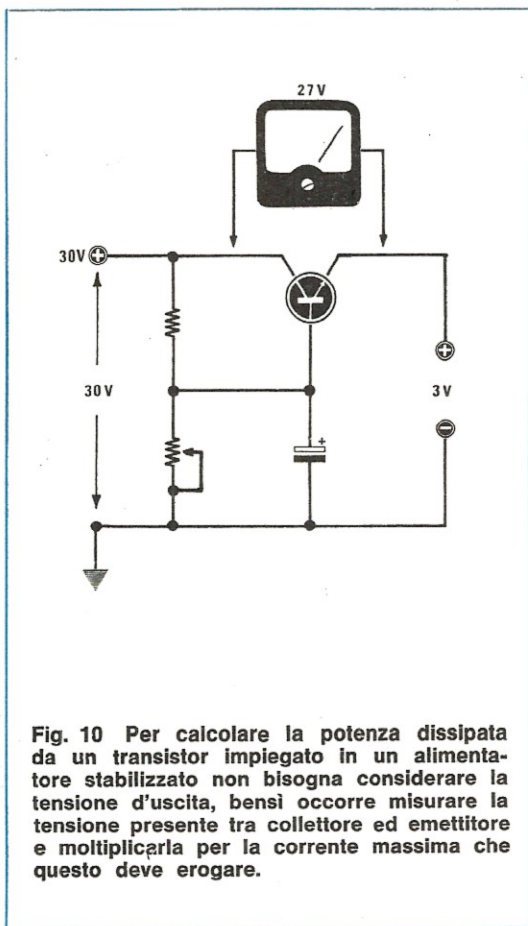 27V
30V
30V
3V
+
Fig. 10 Per calcolare la potenza dissipata
da un transistor impiegato in un alimenta-
tore stabilizzato non bisogna considerare la
tensione d'uscita, bensì occorre misurare la
tensione presente tra collettore ed emettitore
e moltiplicarla per la corrente massima che
questo deve erogare.